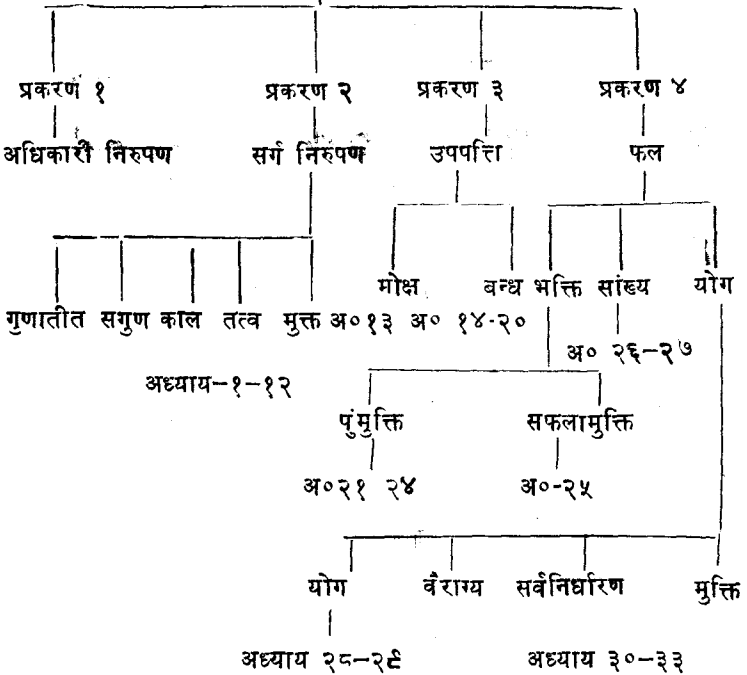 प्रकरण १ प्रकरण २ प्रकरण ३ प्रकरण ४
अधिकारी निरुपण सर्ग निरुपण उपपत्ति फल
मोक्ष बन्ध भक्ति सांख्य योग
गुणातीत सगुण काल तत्व मुक्त अ०१३ अ० १४-२०
अ० २६-२७
अध्याय-१-१२
पुंमुक्ति सफलामुक्ति
अ०२१ २४ अ०-२५
योग वैराग्य सर्वनिर्धारण मुक्ति
अध्याय २८-२९ अध्याय ३०-३३